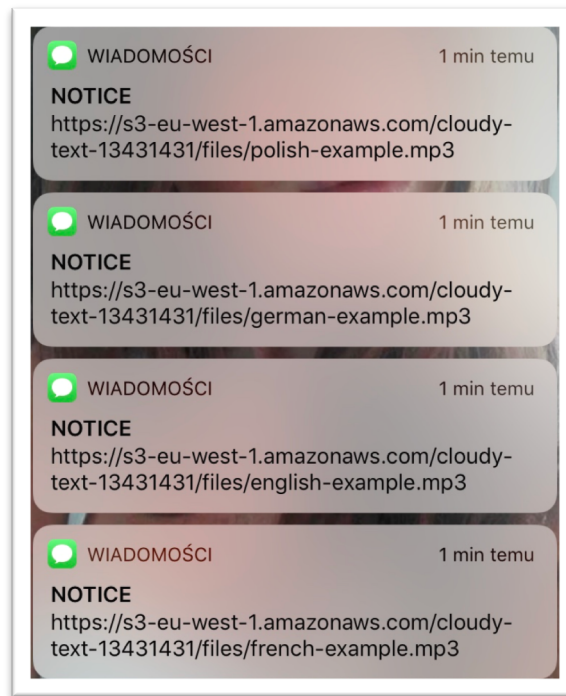 WIADOMOŚCI 1 min temu
NOTICE
https://s3-eu-west-1.amazonaws.com/cloudy-
text-13431431/files/polish-example.mp3
WIADOMOŚCI 1 min temu
NOTICE
https://s3-eu-west-1.amazonaws.com/cloudy-
text-13431431/files/german-example.mp3
WIADOMOŚCI 1 min temu
NOTICE
https://s3-eu-west-1.amazonaws.com/cloudy-
text-13431431/files/english-example.mp3
WIADOMOŚCI 1 min temu
NOTICE
https://s3-eu-west-1.amazonaws.com/cloudy-
text-13431431/files/french-example.mp3